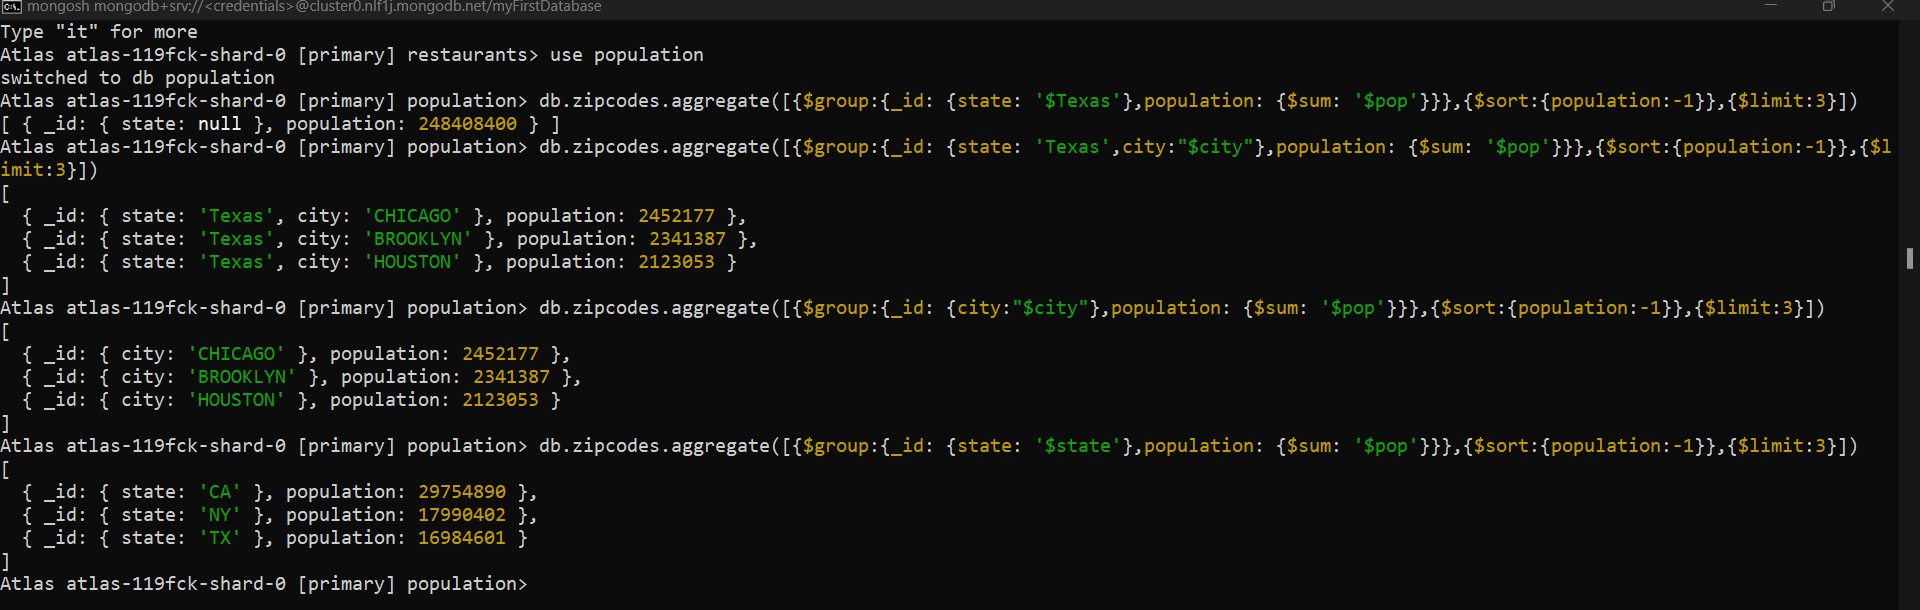 mongosh mongodb+srv://<credentials>@cluster0.nlf1j.mongodb.net/myFirstDatabase
Type "it" for more
Atlas atlas-119fck-shard-0 [primary] restaurants> use population
switched to db population
Atlas atlas-119fck-shard-0 [primary] population> db.zipcodes.aggregate([{$group:{_id: {state: '$Texas'},population: {$sum: '$pop'}}},{$sort:{population:-1}},{$limit:3}])
[ { _id: { state: null }, population: 248408400 } ]
Atlas atlas-119fck-shard-0 [primary] population> db.zipcodes.aggregate([{$group:{_id: {state: 'Texas',city:"$city"},population: {$sum: '$pop'}}},{$sort:{population:-1}},{$l
imit:3}])
[
  { _id: { state: 'Texas', city: 'CHICAGO' }, population: 2452177 },
  { _id: { state: 'Texas', city: 'BROOKLYN' }, population: 2341387 },
  { _id: { state: 'Texas', city: 'HOUSTON' }, population: 2123053 }
]
Atlas atlas-119fck-shard-0 [primary] population> db.zipcodes.aggregate([{$group:{_id: {city:"$city"},population: {$sum: '$pop'}}},{$sort:{population:-1}},{$limit:3}])
[
  { _id: { city: 'CHICAGO' }, population: 2452177 },
  { _id: { city: 'BROOKLYN' }, population: 2341387 },
  { _id: { city: 'HOUSTON' }, population: 2123053 }
]
Atlas atlas-119fck-shard-0 [primary] population> db.zipcodes.aggregate([{$group:{_id: {state: '$state'},population: {$sum: '$pop'}}},{$sort:{population:-1}},{$limit:3}])
[
  { _id: { state: 'CA' }, population: 29754890 },
  { _id: { state: 'NY' }, population: 17990402 },
  { _id: { state: 'TX' }, population: 16984601 }
]
Atlas atlas-119fck-shard-0 [primary] population>